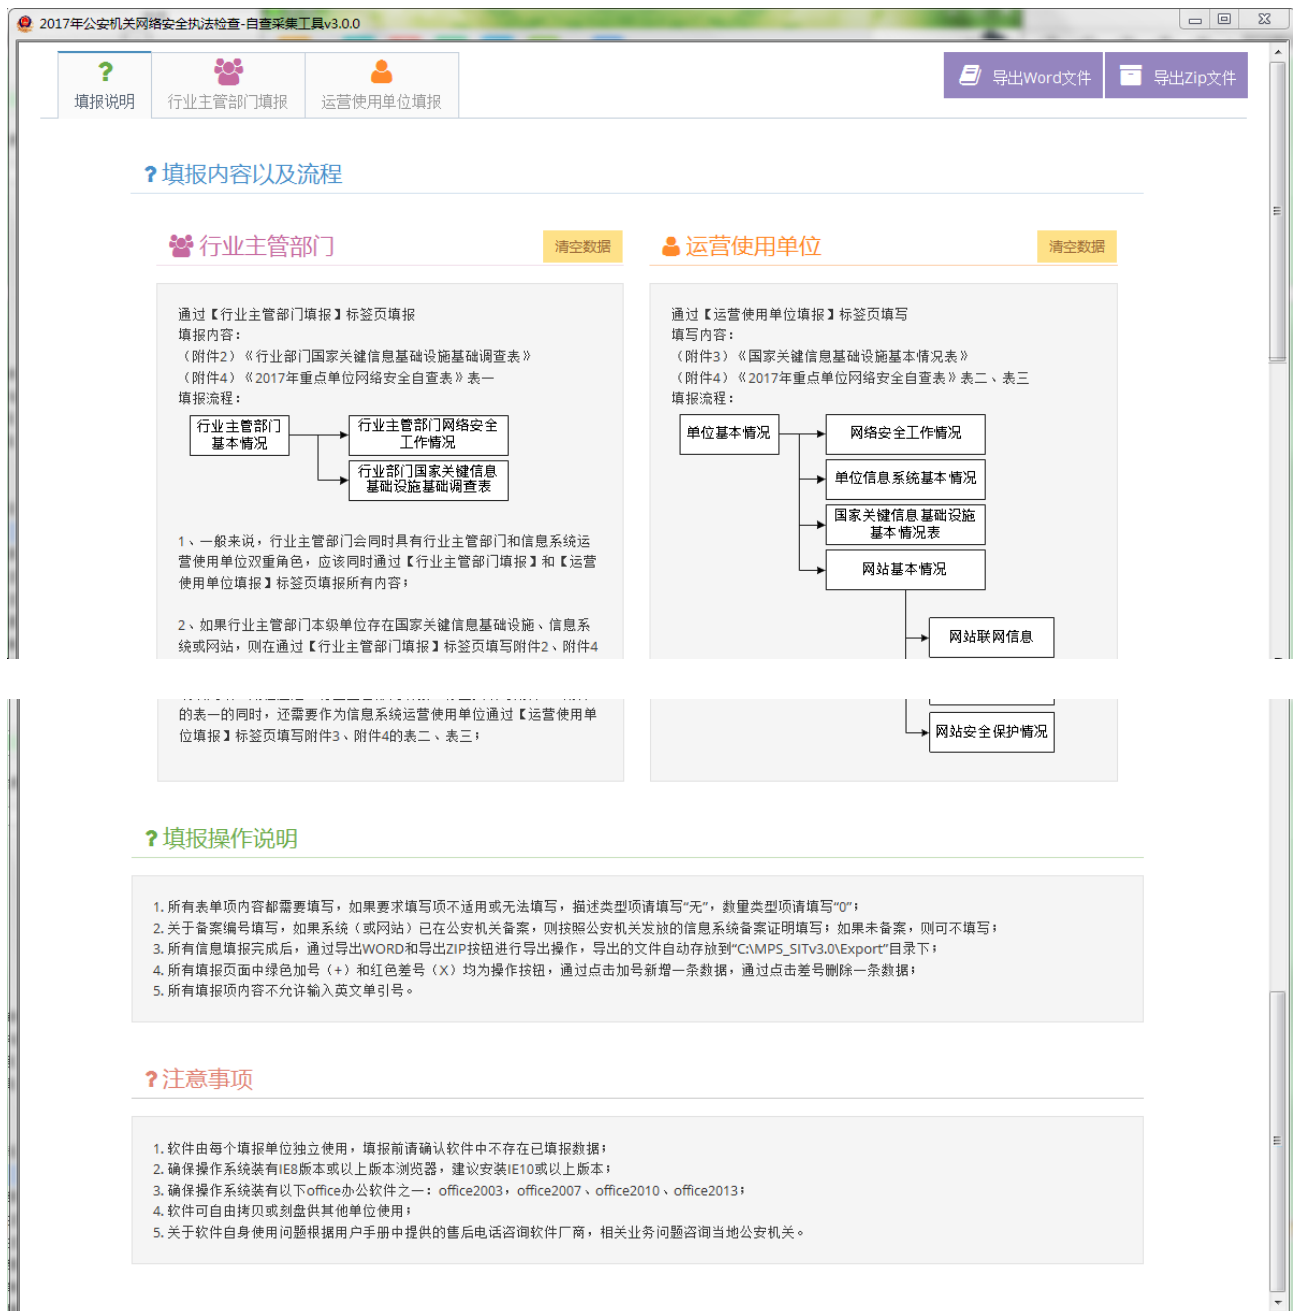 2017年公安机关网络安全执法检查-自查采集工具v3.0.0
填报说明
行业主管部门填报
运营使用单位填报
导出Word文件
导出Zip文件
?填报内容以及流程
行业主管部门
清空数据
通过【行业主管部门填报】标签页填报
填报内容：
（附件2）《行业部门国家关键信息基础设施基础调查表》
（附件4）《2017年重点单位网络安全自查表》表一
填报流程：
行业主管部门
基本情况
行业主管部门网络安全
工作情况
行业部门国家关键信息
基础设施基础调查表
1、一般来说，行业主管部门会同时具有行业主管部门和信息系统运
营使用单位双重角色，应该同时通过【行业主管部门填报】和【运营
使用单位填报】标签页填报所有内容；
2、如果行业主管部门本级单位存在国家关键信息基础设施、信息系
统或网站，则在通过【行业主管部门填报】标签页填写附件2、附件4
的表一的同时，还需要作为信息系统运营使用单位通过【运营使用单
位填报】标签页填写附件3、附件4的表二、表三；
运营使用单位
清空数据
通过【运营使用单位填报】标签页填写
填写内容：
（附件3）《国家关键信息基础设施基本情况表》
（附件4）《2017年重点单位网络安全自查表》表二、表三
填报流程：
单位基本情况
网络安全工作情况
单位信息系统基本情况
国家关键信息基础设施
基本情况表
网站基本情况
网站联网信息
网站安全保护情况
?填报操作说明
1. 所有表单项内容都需要填写，如果要求填写项不适用或无法填写，描述类型项请填写“无”，数量类型项请填写“0”；
2. 关于备案编号填写，如果系统（或网站）已在公安机关备案，则按照公安机关发放的信息系统备案证明填写；如果未备案，则可不填写；
3. 所有信息填报完成后，通过导出WORD和导出ZIP按钮进行导出操作，导出的文件自动存放到“C:\MPS_SITv3.0\Export”目录下；
4. 所有填报页面中绿色加号（+）和红色差号（X）均为操作按钮，通过点击加号新增一条数据，通过点击差号删除一条数据；
5. 所有填报项内容不允许输入英文单引号。
?注意事项
1. 软件由每个填报单位独立使用，填报前请确认软件中不存在已填报数据；
2. 确保操作系统装有IE8版本或以上版本浏览器，建议安装IE10或以上版本；
3. 确保操作系统装有以下office办公软件之一：office2003，office2007、office2010、office2013；
4. 软件可自由拷贝或刻盘供其他单位使用；
5. 关于软件自身使用问题根据用户手册中提供的售后电话咨询软件厂商，相关业务问题咨询当地公安机关。